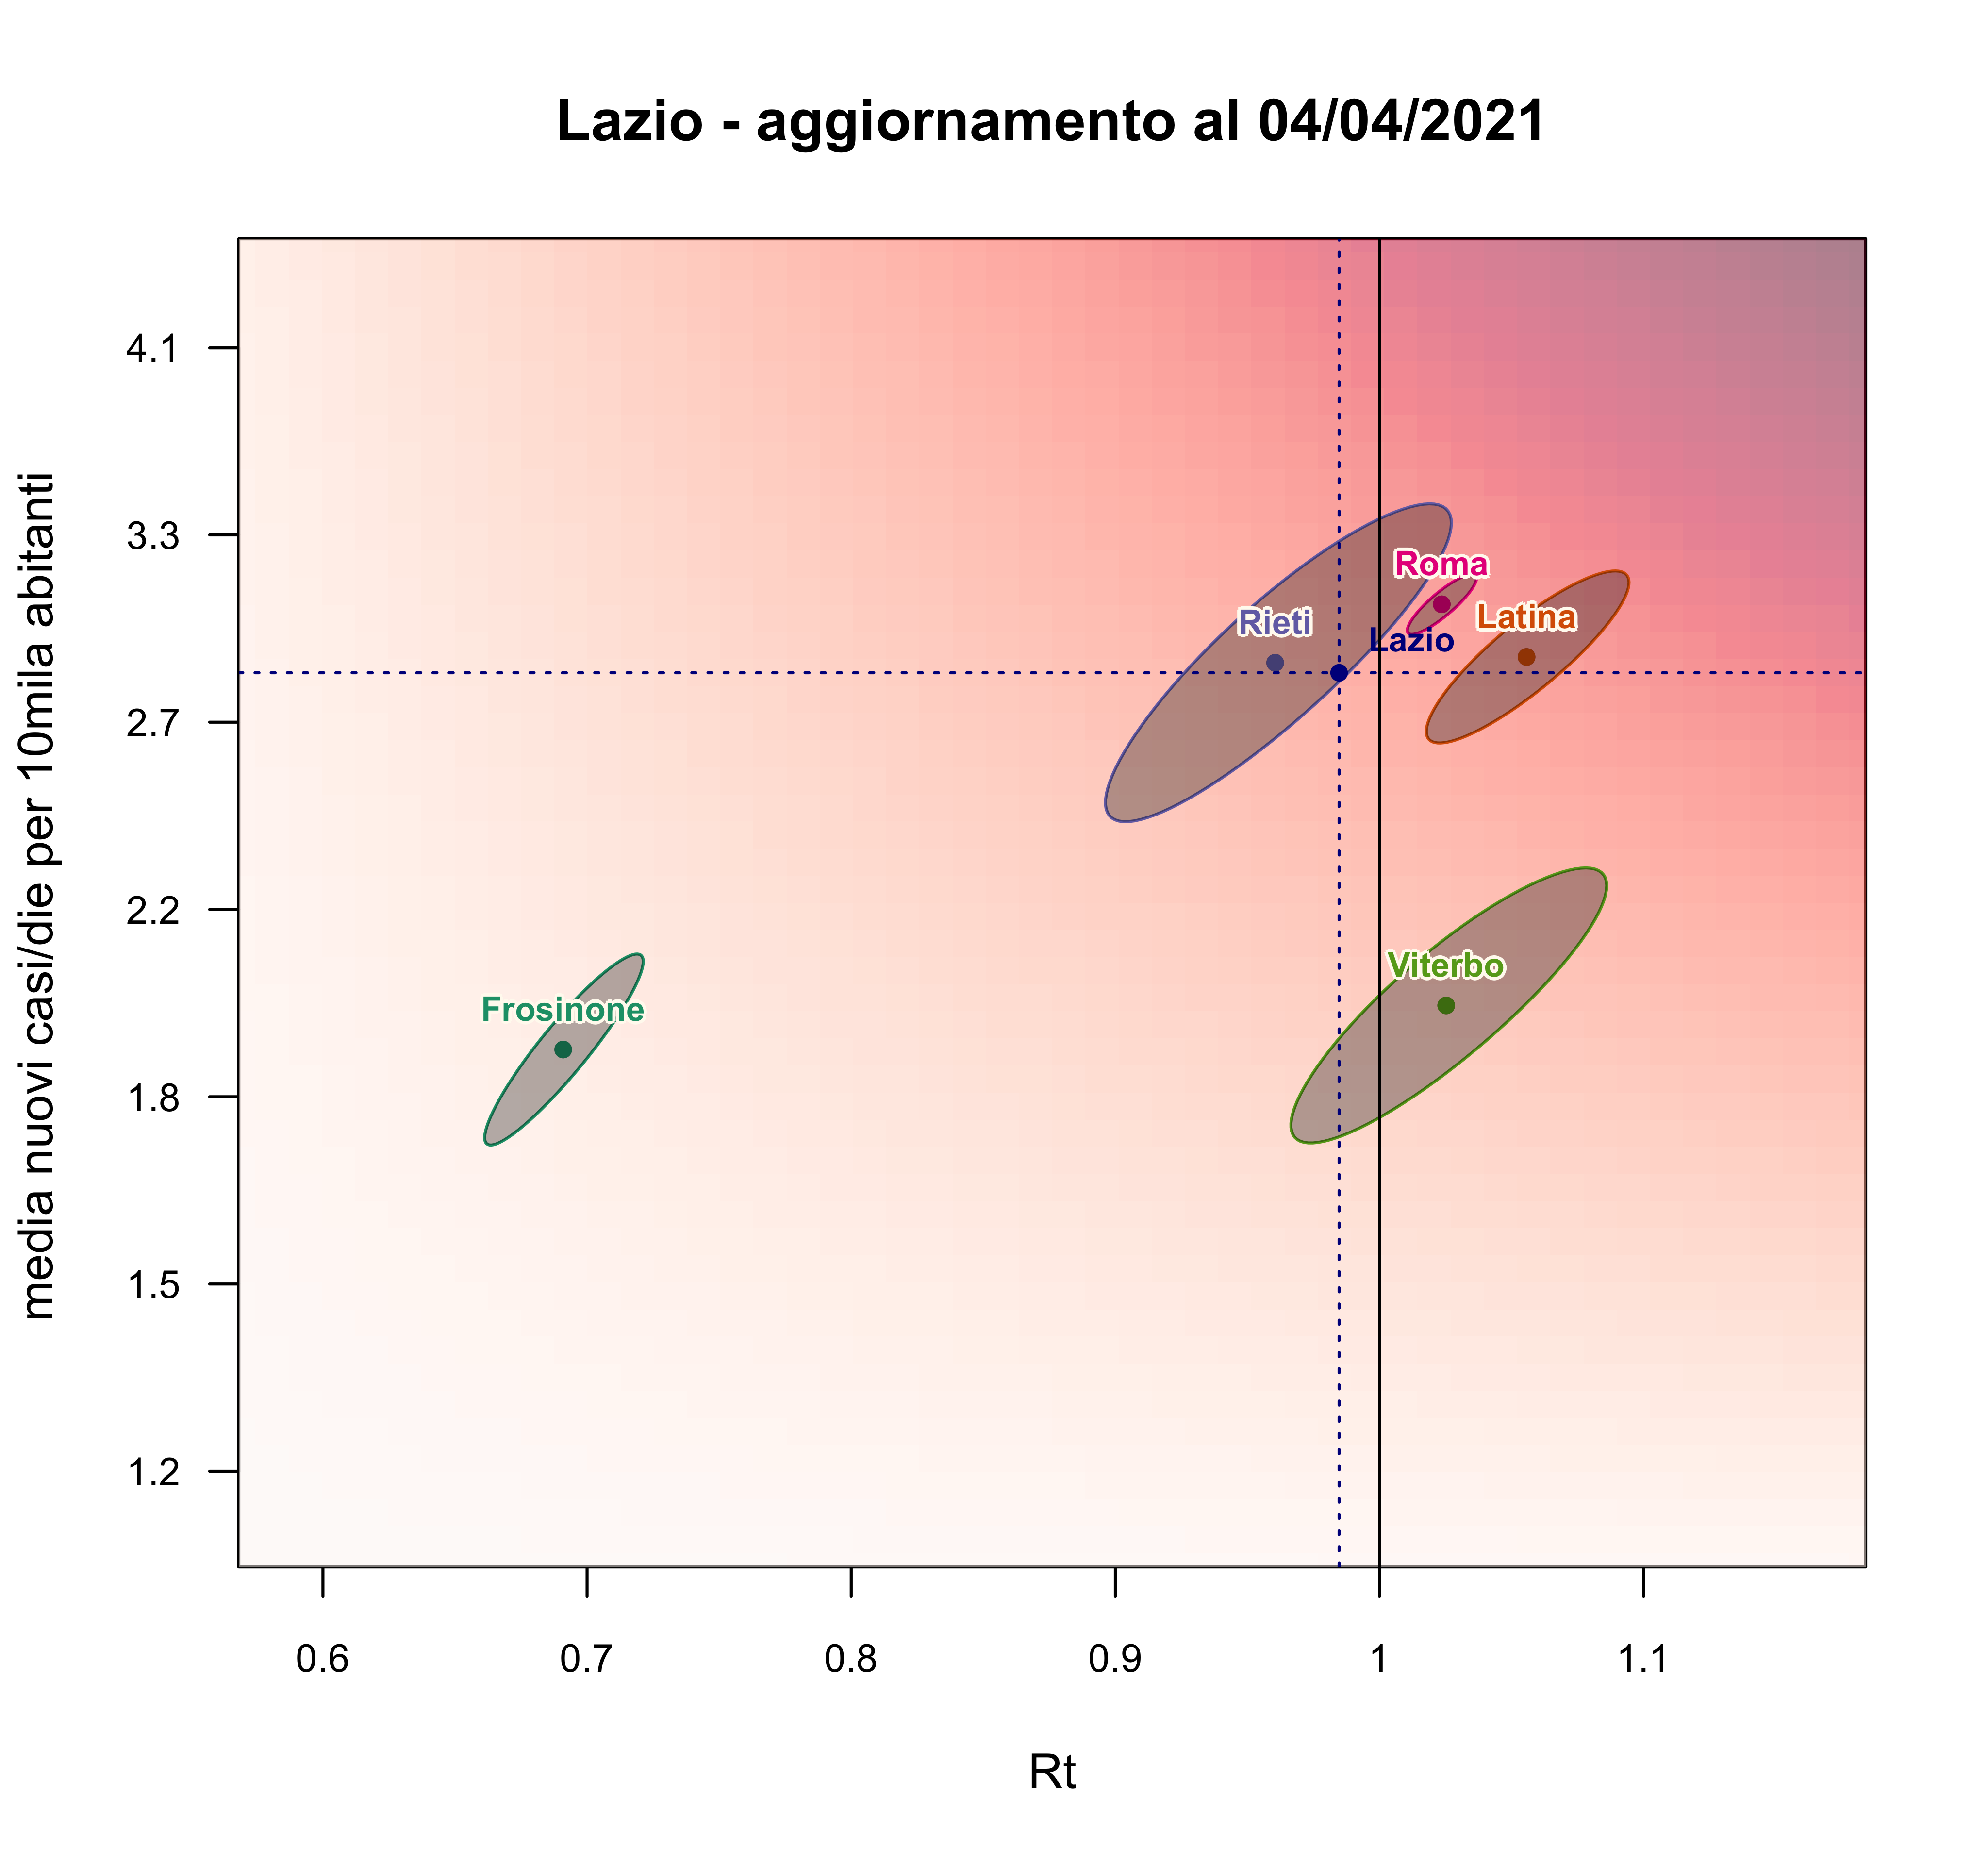 Lazio - aggiornamento al 04/04/2021
media nuovi casi/die per 10mila abitanti
4.1
3.3
2.7
2.2
1.8
1.5
1.2
Roma
Latina
Rieti
Lazio
Viterbo
Frosinone
0.6
0.7
0.8
0.9
1
1.1
Rt